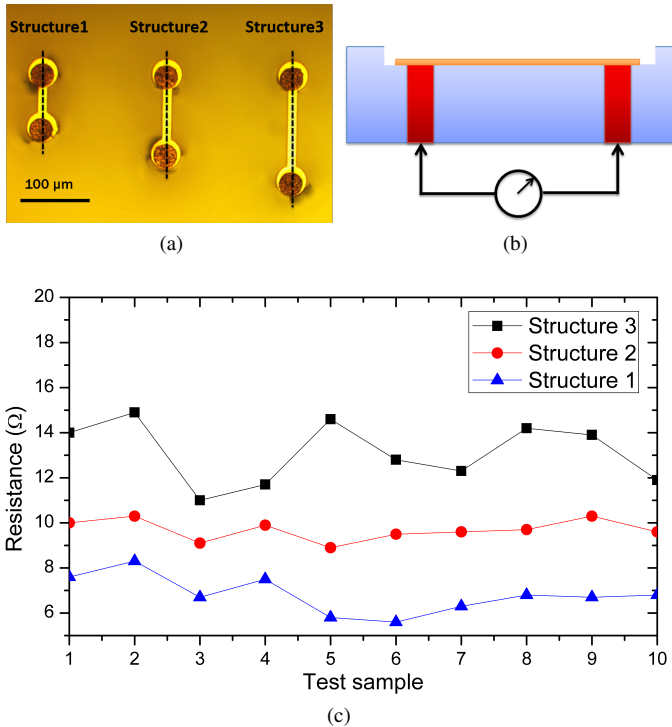 Structure1 Structure2 Structure3
100 µm
(a) (b)
20
18
16
14
12
10
8
6
Resistance (Ω)
Structure 3
Structure 2
Structure 1
1 2 3 4 5 6 7 8 9 10
Test sample
(c)